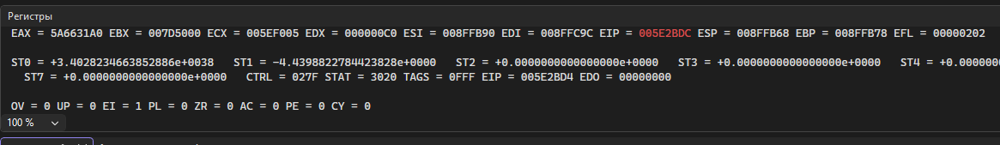 Регистры
EAX = 5A6631A0 EBX = 007D5000 ECX = 005EF005 EDX = 000000C0 ESI = 008FFB90 EDI = 008FFC9C EIP = 005E2BDC ESP = 008FFB68 EBP = 008FFB78 EFL = 00000202
ST0 = +3.4028234663852886e+0038 ST1 = -4.4398822784423828e+0000 ST2 = +0.0000000000000000e+0000 ST3 = +0.0000000000000000e+0000 ST4 = +0.0000000
ST7 = +0.0000000000000000e+0000 CTRL = 027F STAT = 3020 TAGS = 0FFF EIP = 005E2BD4 EDO = 00000000
OV = 0 UP = 0 EI = 1 PL = 0 ZR = 0 AC = 0 PE = 0 CY = 0
100 %